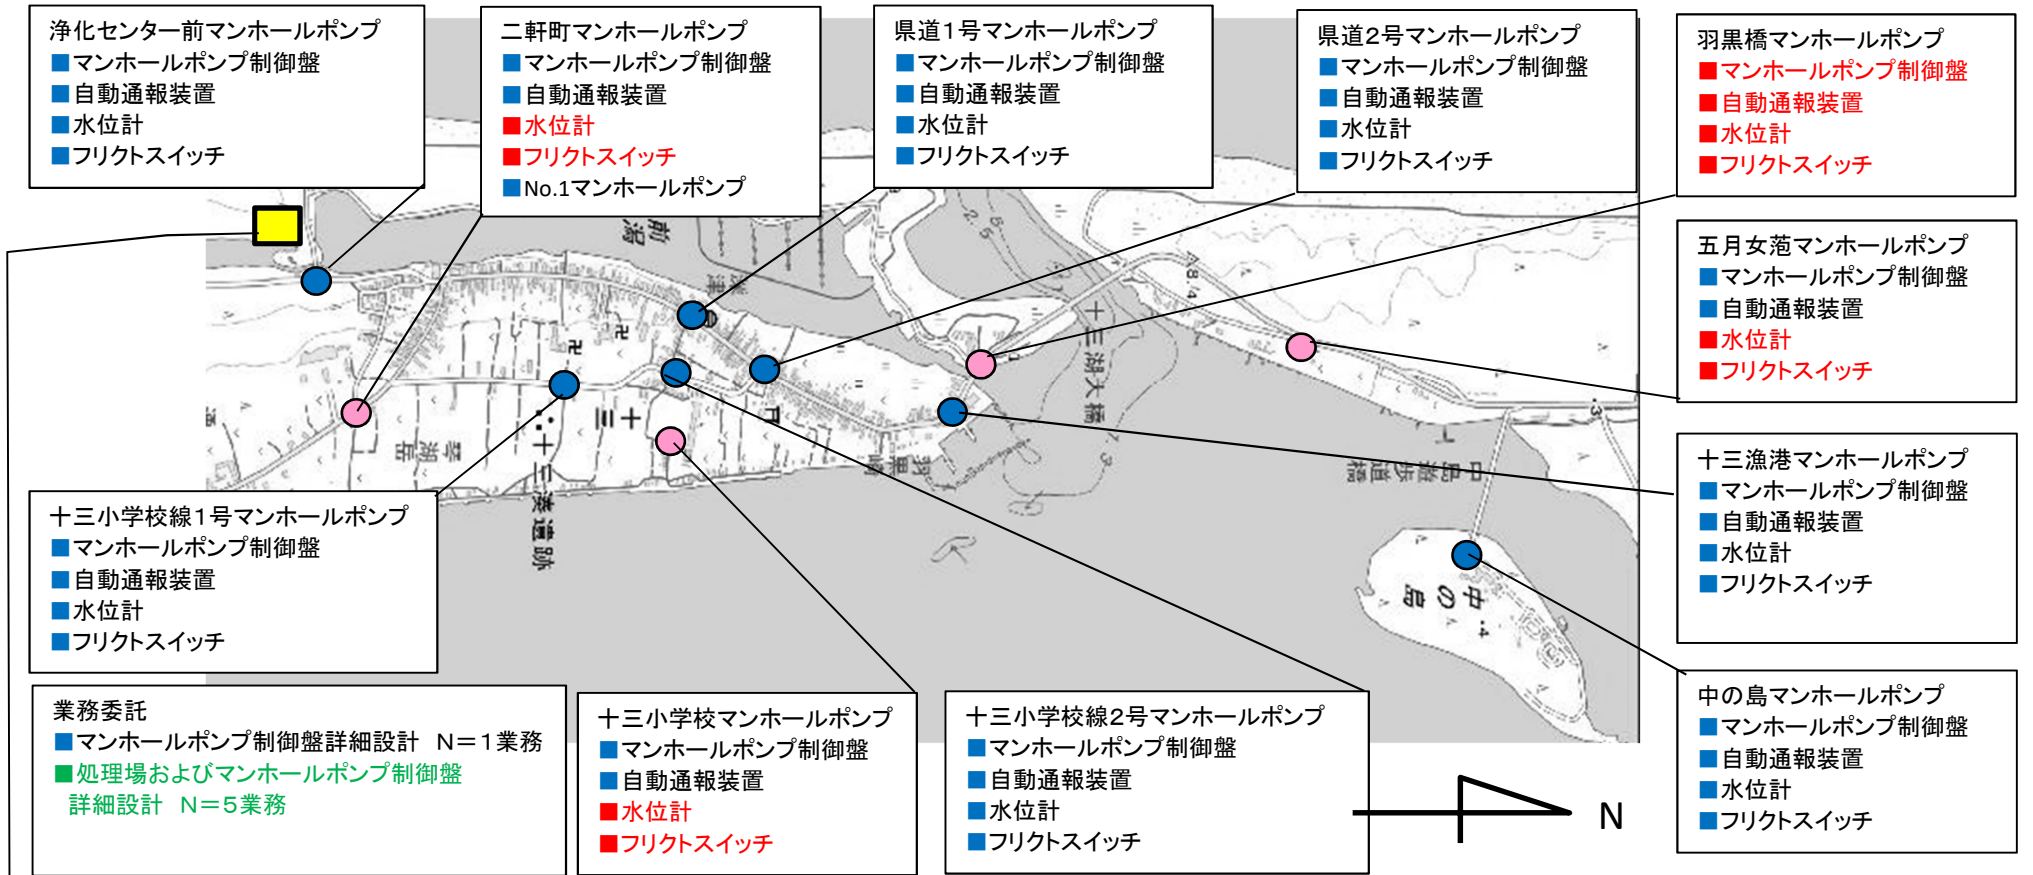 浄化センター前マンホールポンプ
■マンホールポンプ制御盤
■自動通報装置
■水位計
■フリクトスイッチ
二軒町マンホールポンプ
■マンホールポンプ制御盤
■自動通報装置
■水位計
■フリクトスイッチ
■No.1マンホールポンプ
県道1号マンホールポンプ
■マンホールポンプ制御盤
■自動通報装置
■水位計
■フリクトスイッチ
県道2号マンホールポンプ
■マンホールポンプ制御盤
■自動通報装置
■水位計
■フリクトスイッチ
羽黒橋マンホールポンプ
■マンホールポンプ制御盤
■自動通報装置
■水位計
■フリクトスイッチ
五月女萢マンホールポンプ
■マンホールポンプ制御盤
■自動通報装置
■水位計
■フリクトスイッチ
十三漁港マンホールポンプ
■マンホールポンプ制御盤
■自動通報装置
■水位計
■フリクトスイッチ
中の島マンホールポンプ
■マンホールポンプ制御盤
■自動通報装置
■水位計
■フリクトスイッチ
前潟
十三湖大橋
中島遊歩道橋
中の島
琴湖岳
十三
十三湊遺跡
羽黒崎
十三小学校線1号マンホールポンプ
■マンホールポンプ制御盤
■自動通報装置
■水位計
■フリクトスイッチ
業務委託
■マンホールポンプ制御盤詳細設計　N＝1業務
■処理場およびマンホールポンプ制御盤
詳細設計　N＝5業務
十三小学校マンホールポンプ
■マンホールポンプ制御盤
■自動通報装置
■水位計
■フリクトスイッチ
十三小学校線2号マンホールポンプ
■マンホールポンプ制御盤
■自動通報装置
■水位計
■フリクトスイッチ
N